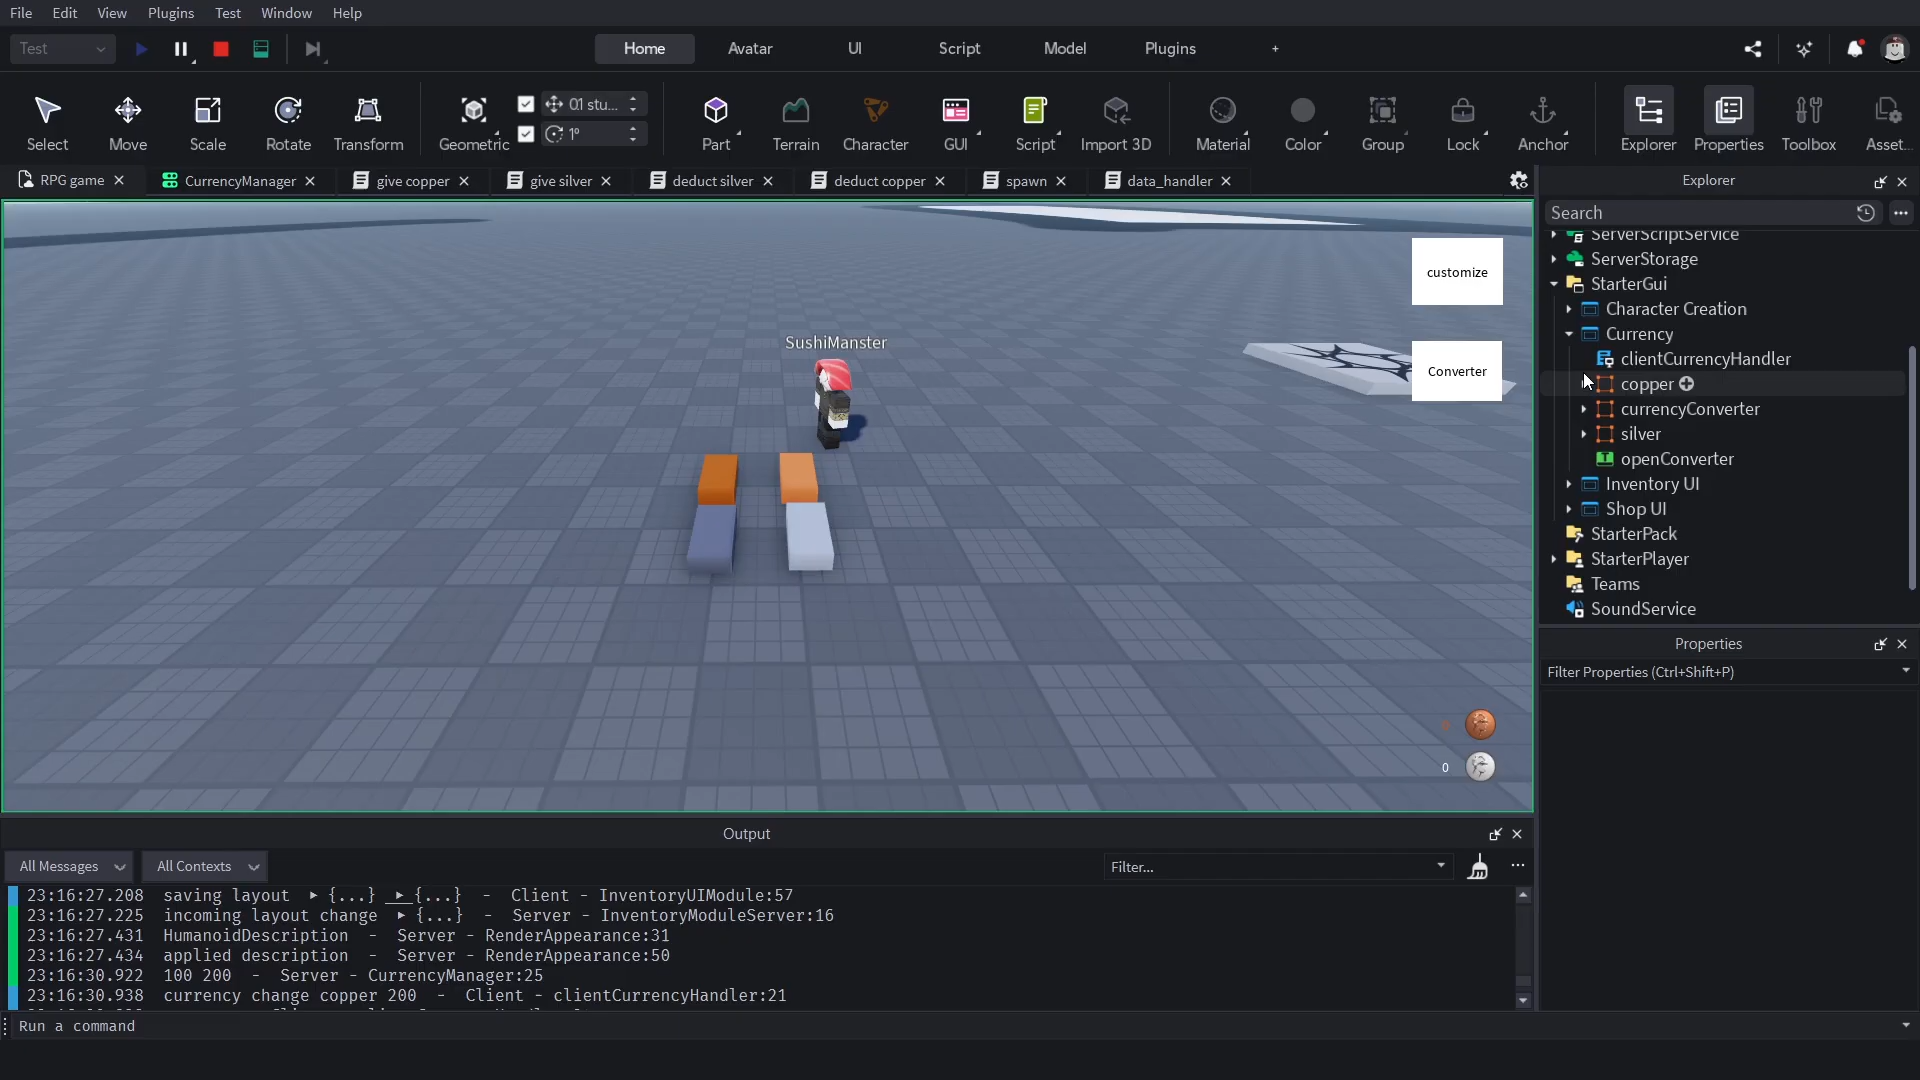 File Edit View Plugins Test Window Help
Test Home Avatar UI Script Model Plugins +
01 stu...
1°
Select Move Scale Rotate Transform Geometric Part Terrain Character GUI Script Import 3D Material Color Group Lock Anchor Explorer Properties Toolbox Asset...
RPG game CurrencyManager give copper give silver deduct silver deduct copper spawn data_handler
Explorer
Search
ServerScriptService
ServerStorage
StarterGui
Character Creation
Currency
clientCurrencyHandler
copper
currencyConverter
silver
openConverter
Inventory UI
Shop UI
StarterPack
StarterPlayer
Teams
SoundService
Properties
Filter Properties (Ctrl+Shift+P)
customize
SushiManster
Converter
0
Output
All Messages All Contexts Filter...
23:16:27.208 saving layout ▶ {...} ▶ {...} - Client - InventoryUIModule:57
23:16:27.225 incoming layout change ▶ {...} - Server - InventoryModuleServer:16
23:16:27.431 HumanoidDescription - Server - RenderAppearance:31
23:16:27.434 applied description - Server - RenderAppearance:50
23:16:30.922 100 200 - Server - CurrencyManager:25
23:16:30.938 currency change copper 200 - Client - clientCurrencyHandler:21
Run a command